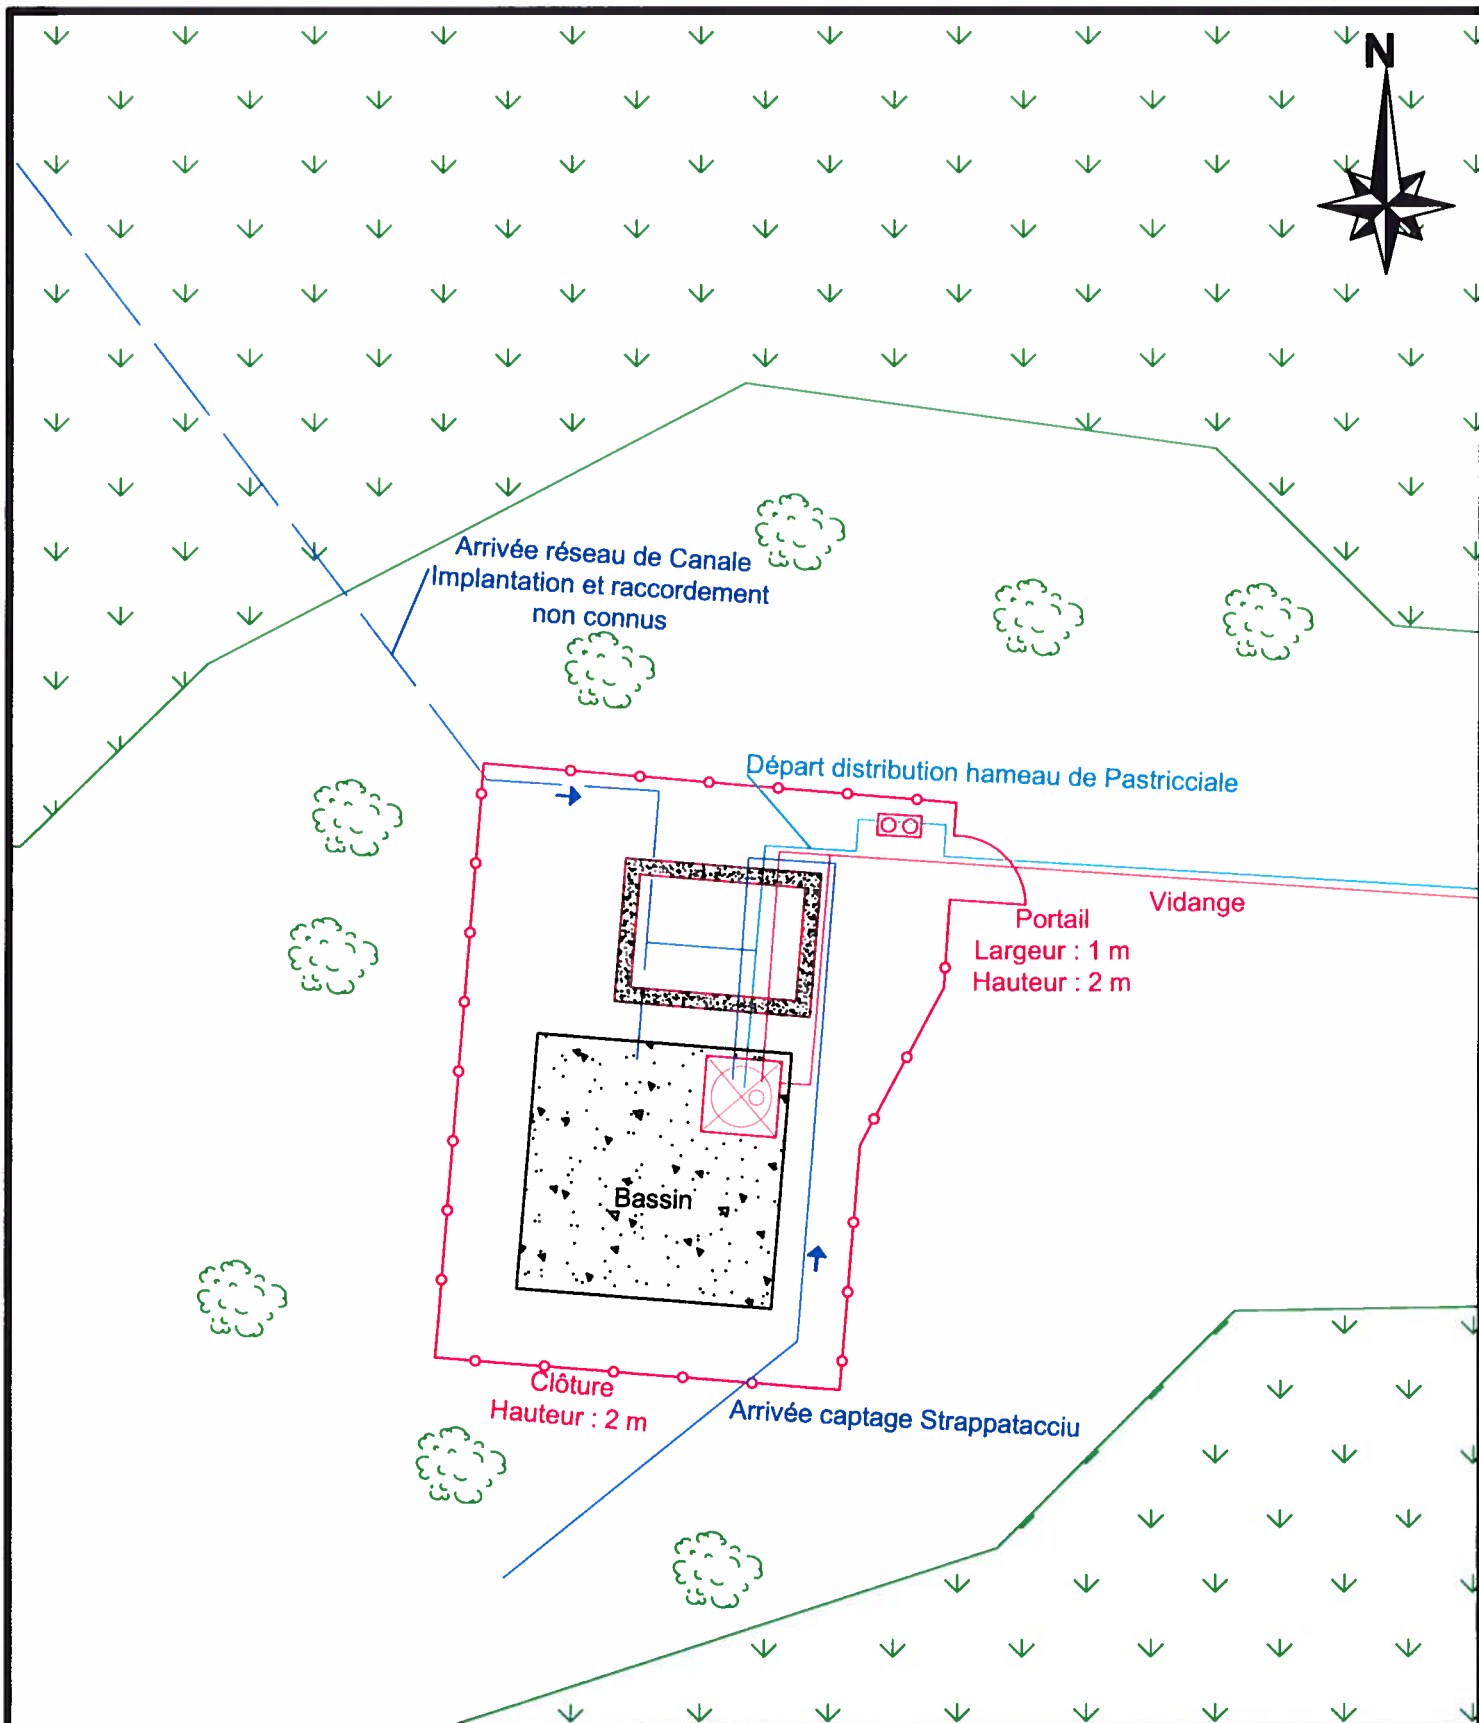 N
Arrivée réseau de Canale
Implantation et raccordement
non connus
Départ distribution hameau de Pastricciale
Vidange
Portail
Largeur : 1 m
Hauteur : 2 m
Bassin
Clôture
Hauteur : 2 m
Arrivée captage Strappatacciu